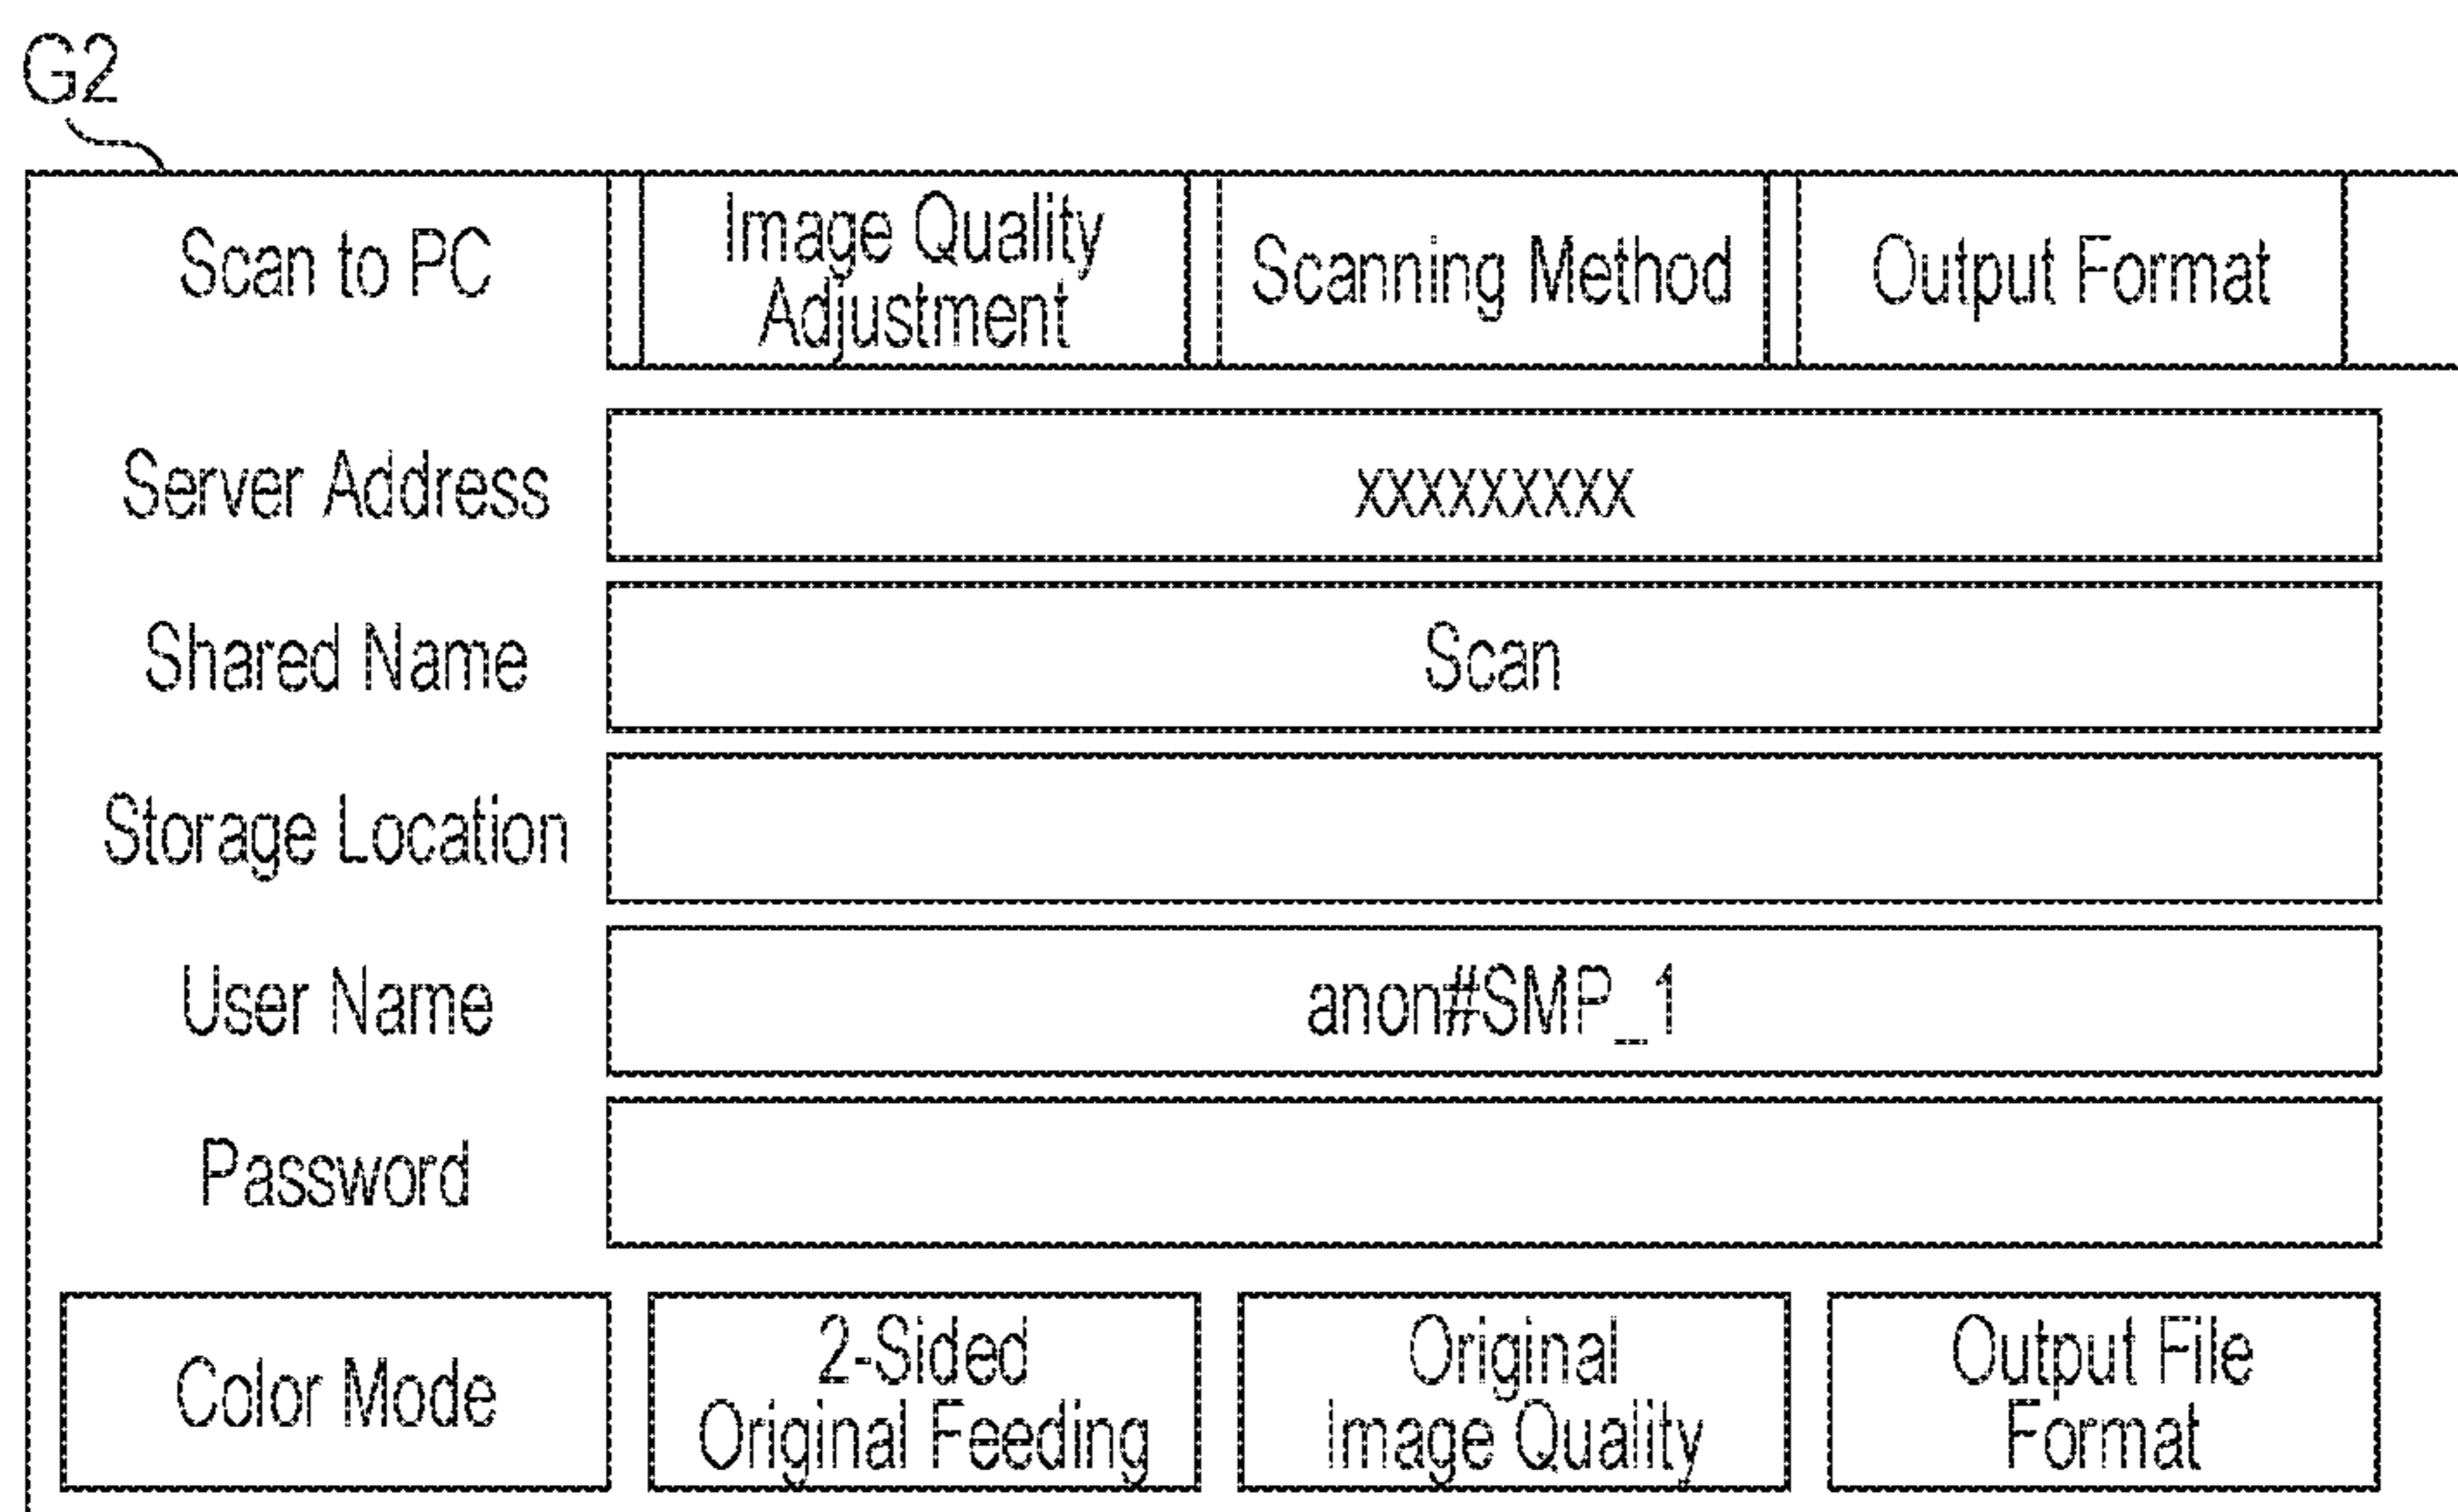 G2
Scan to PC
Image Quality
Adjustment
Scanning Method
Output Format
Server Address
xxxxxxxxx
Shared Name
Scan
Storage Location
User Name
anon#SMP_1
Password
Color Mode
2-Sided
Original Feeding
Original
Image Quality
Output File
Format